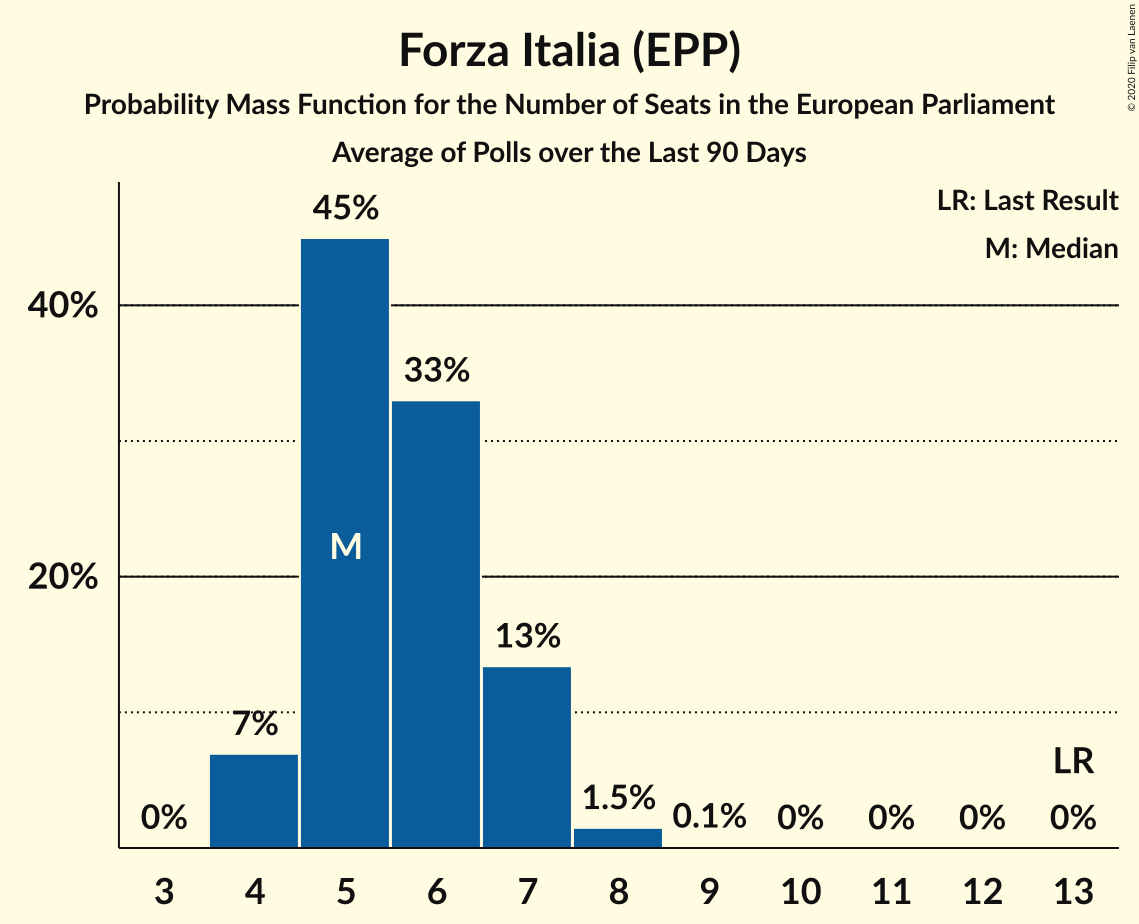 Forza Italia (EPP)
Probability Mass Function for the Number of Seats in the European Parliament
Average of Polls over the Last 90 Days
© 2020 Filip van Laenen
LR: Last Result
M: Median
45%
40%
33%
M
20%
13%
7%
LR
1.5%
0% 0.1% 0% 0% 0% 0%
3 4 5 6 7 8 9 10 11 12 13